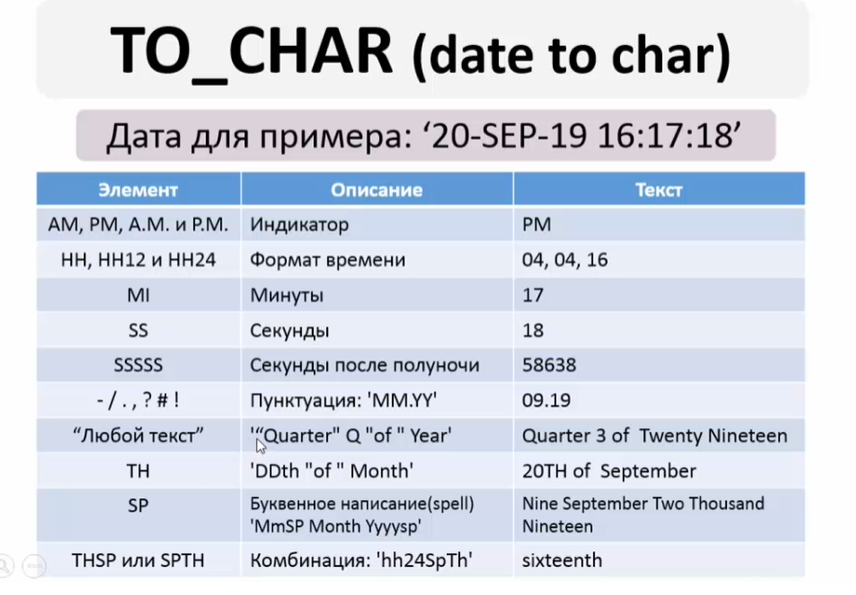 TO_CHAR (date to char)
Дата для примера: ‘20-SEP-19 16:17:18’
Элемент Описание Текст
AM, PM, A.M. и P.M. Индикатор PM
HH, HH12 и HH24 Формат времени 04, 04, 16
MI Минуты 17
SS Секунды 18
SSSSS Секунды после полуночи 58638
- / . , ? # ! Пунктуация: 'MM.YY' 09.19
“Любой текст” '“Quarter" Q "of " Year' Quarter 3 of Twenty Nineteen
TH 'DDth "of " Month' 20TH of September
SP Буквенное написание(spell) Nine September Two Thousand
'MmSP Month Yyyysp' Nineteen
THSP или SPTH Комбинация: 'hh24SpTh' sixteenth